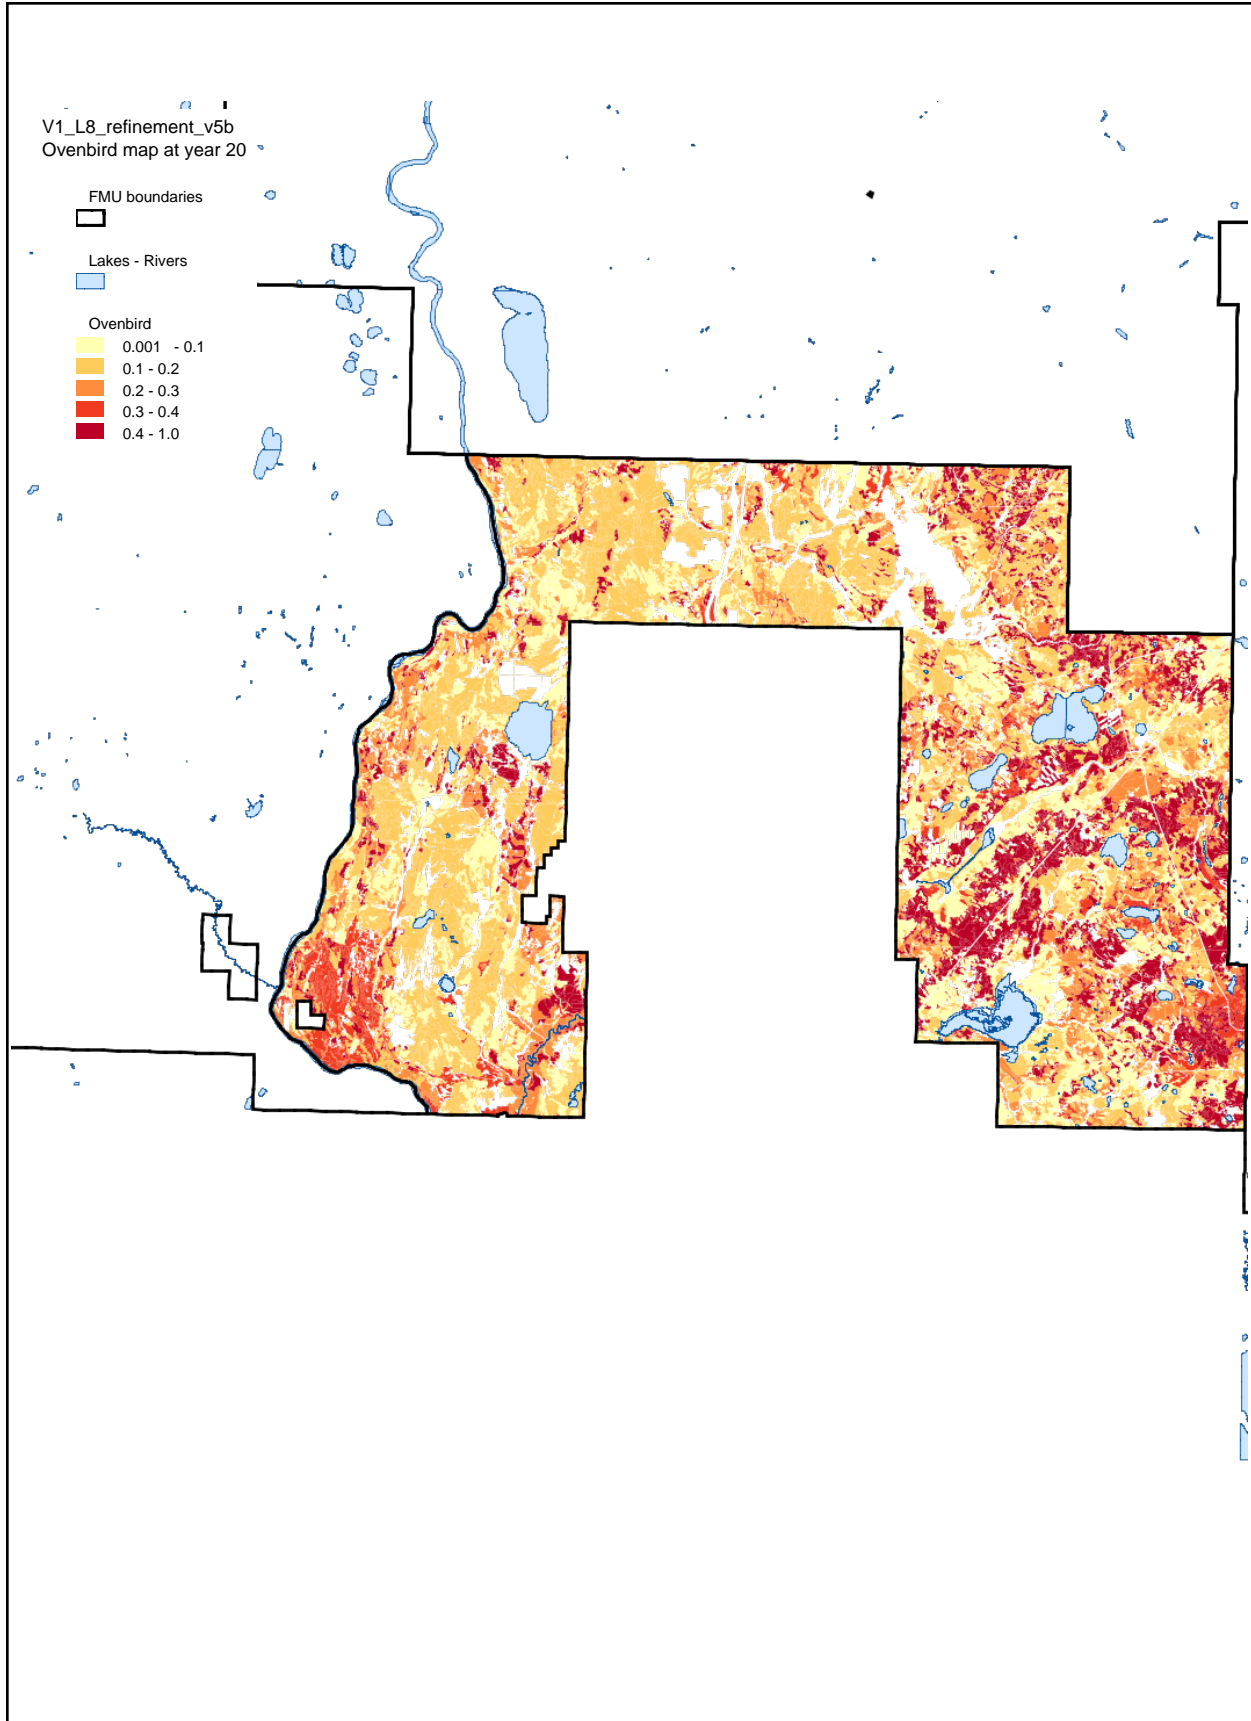 V1_L8_refinement_v5b
Ovenbird map at year 20
FMU boundaries
Lakes - Rivers
Ovenbird
0.001 - 0.1
0.1 - 0.2
0.2 - 0.3
0.3 - 0.4
0.4 - 1.0